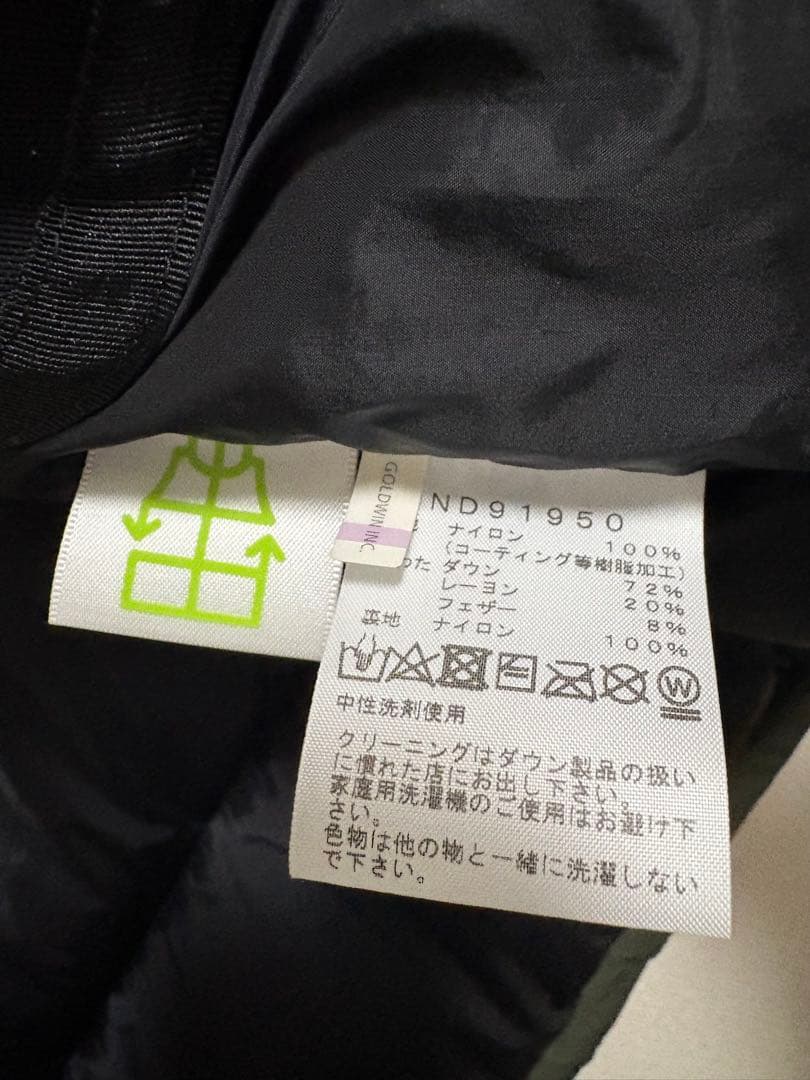 GOLDWIN INC.
ND91950
ナイロン 100%
(コーティング等樹脂加工)
わた ダウン 72%
レーヨン 20%
フェザー 8%
裏地 ナイロン 100%
W
中性洗剤使用
クリーニングはダウン製品の扱い
に慣れた店にお出し下さい。
家庭用洗濯機のご使用はお避け下
さい。
色物は他の物と一緒に洗濯しない
で下さい。